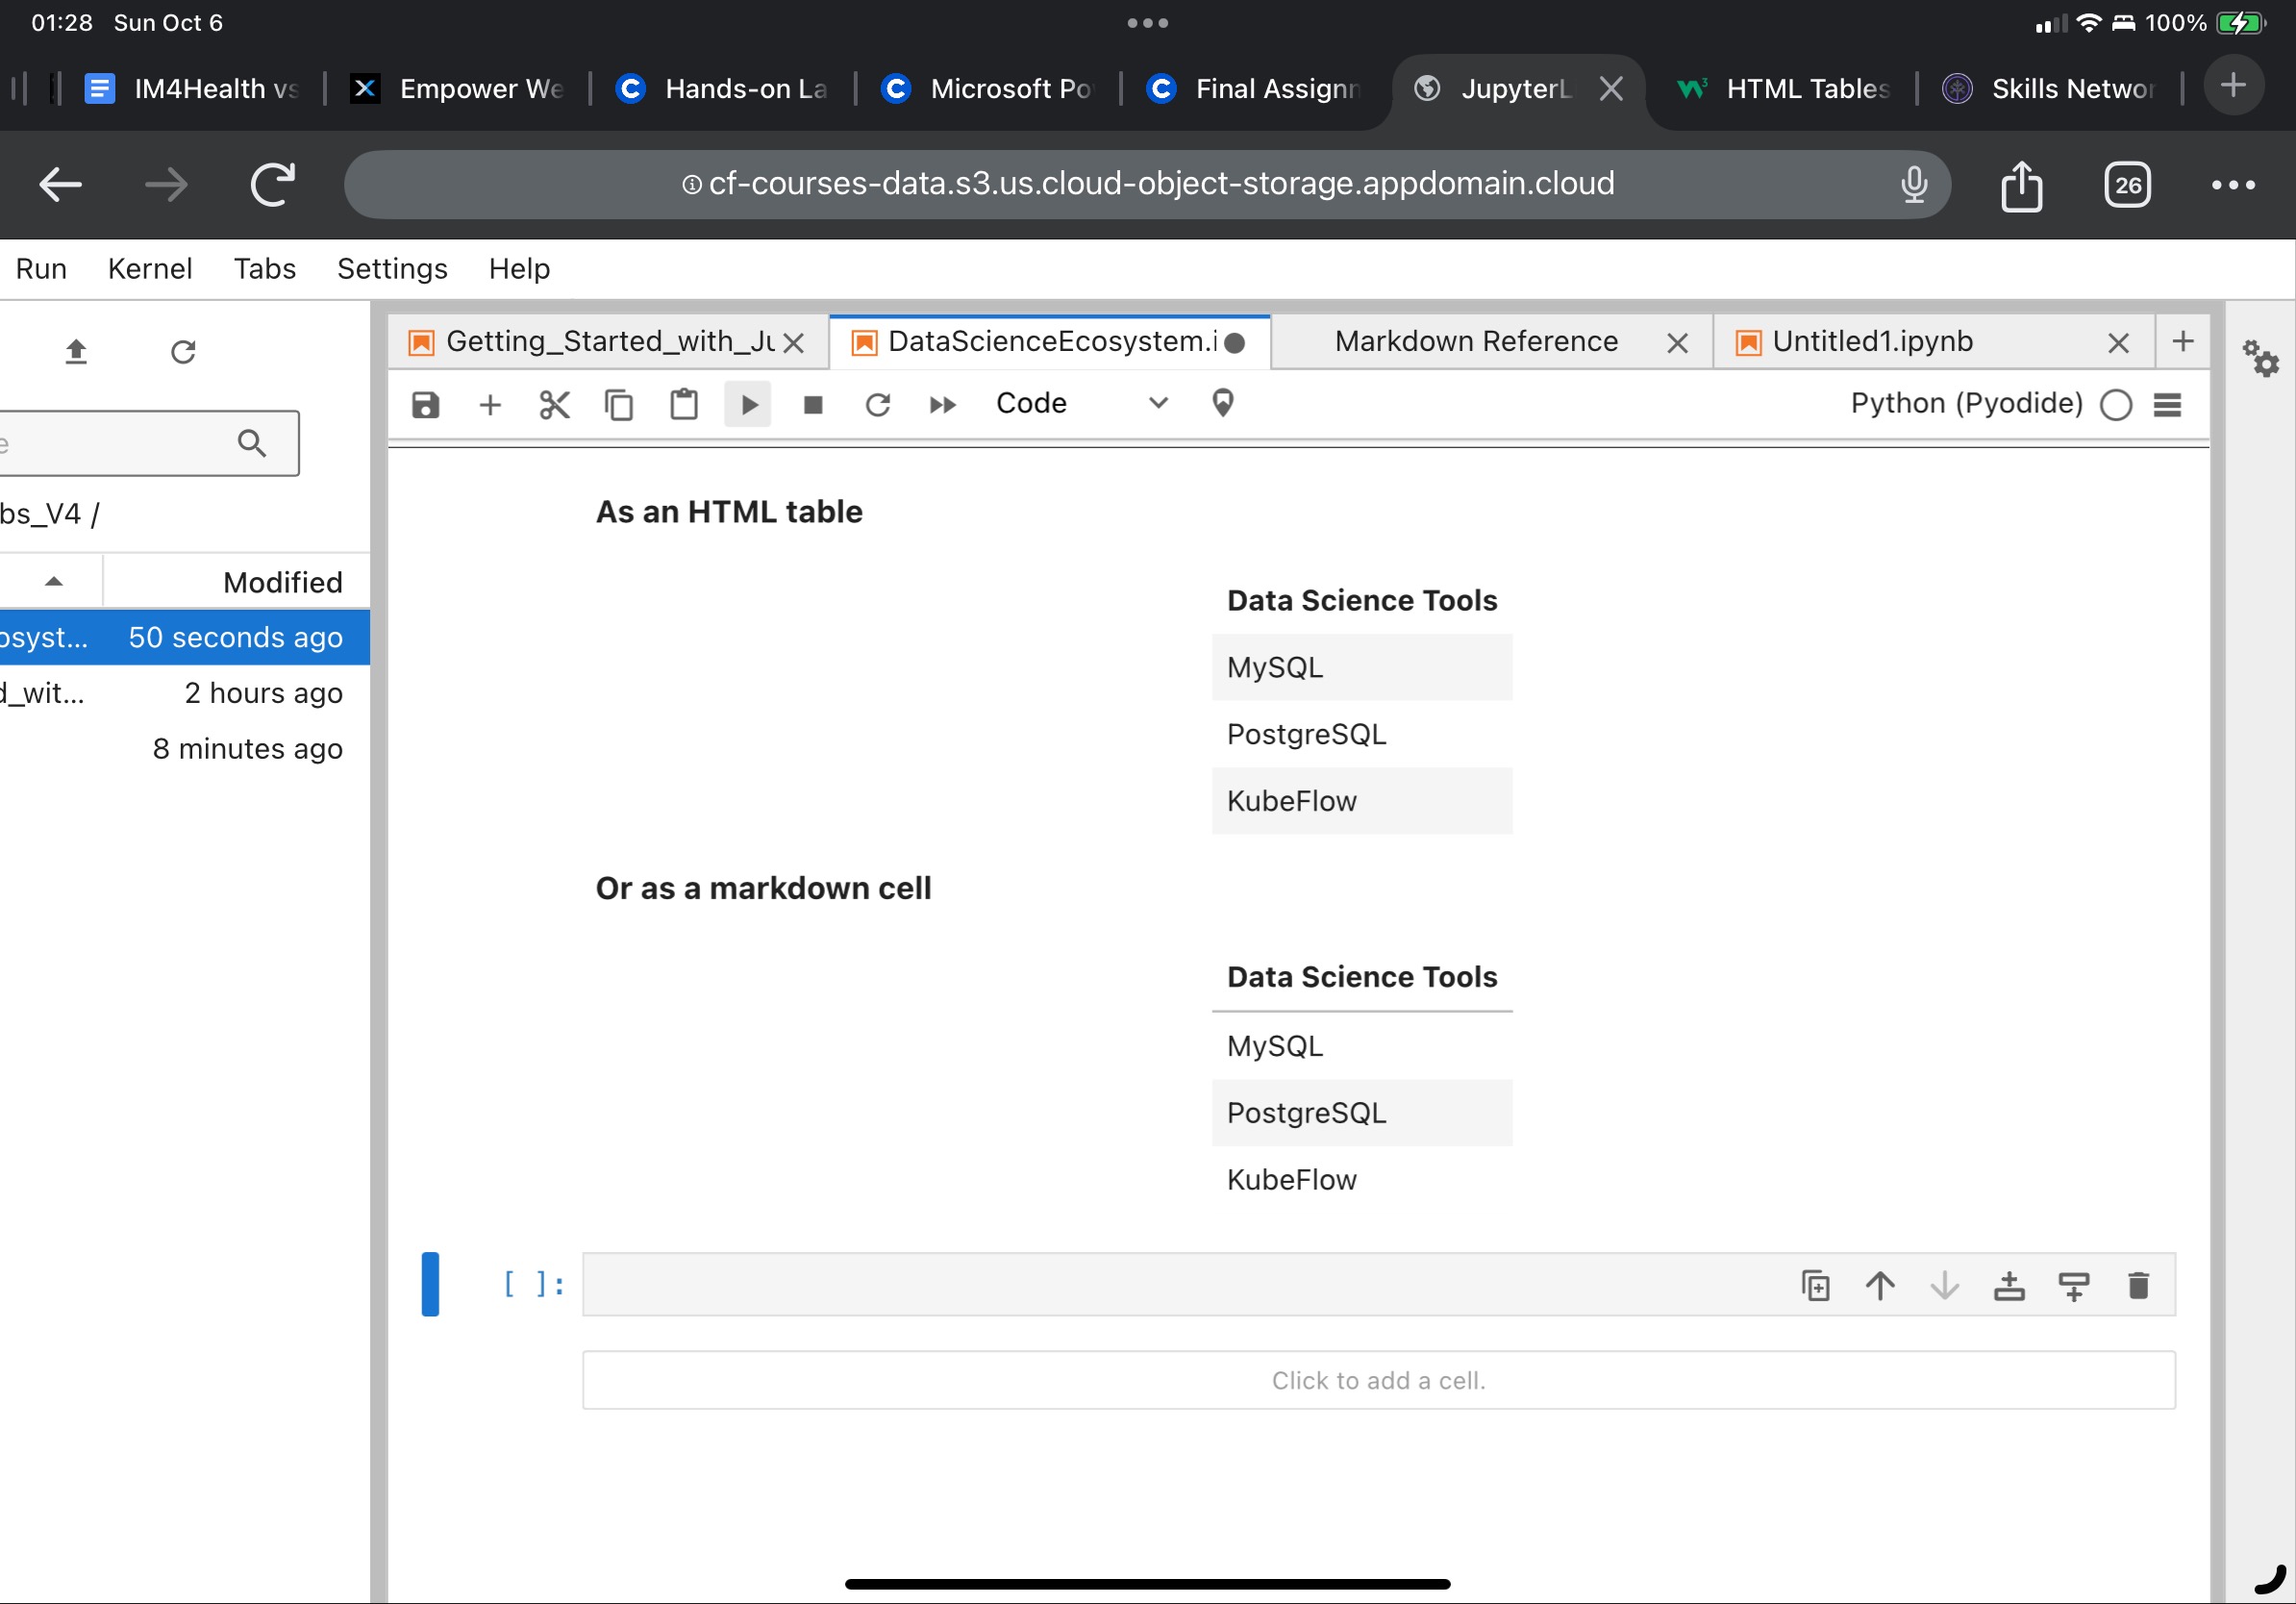 01:28 Sun Oct 6 100%
IM4Health vs Empower We Hands-on La Microsoft Po Final Assignm JupyterL HTML Tables Skills Networ
cf-courses-data.s3.us.cloud-object-storage.appdomain.cloud 26
Run Kernel Tabs Settings Help
Getting_Started_with_Ju DataScienceEcosystem.i Markdown Reference Untitled1.ipynb
Code Python (Pyodide)
e
bs_V4 /
Modified
osyst... 50 seconds ago
d_wit... 2 hours ago
8 minutes ago
As an HTML table
Data Science Tools
MySQL
PostgreSQL
KubeFlow
Or as a markdown cell
Data Science Tools
MySQL
PostgreSQL
KubeFlow
[ ]:
Click to add a cell.